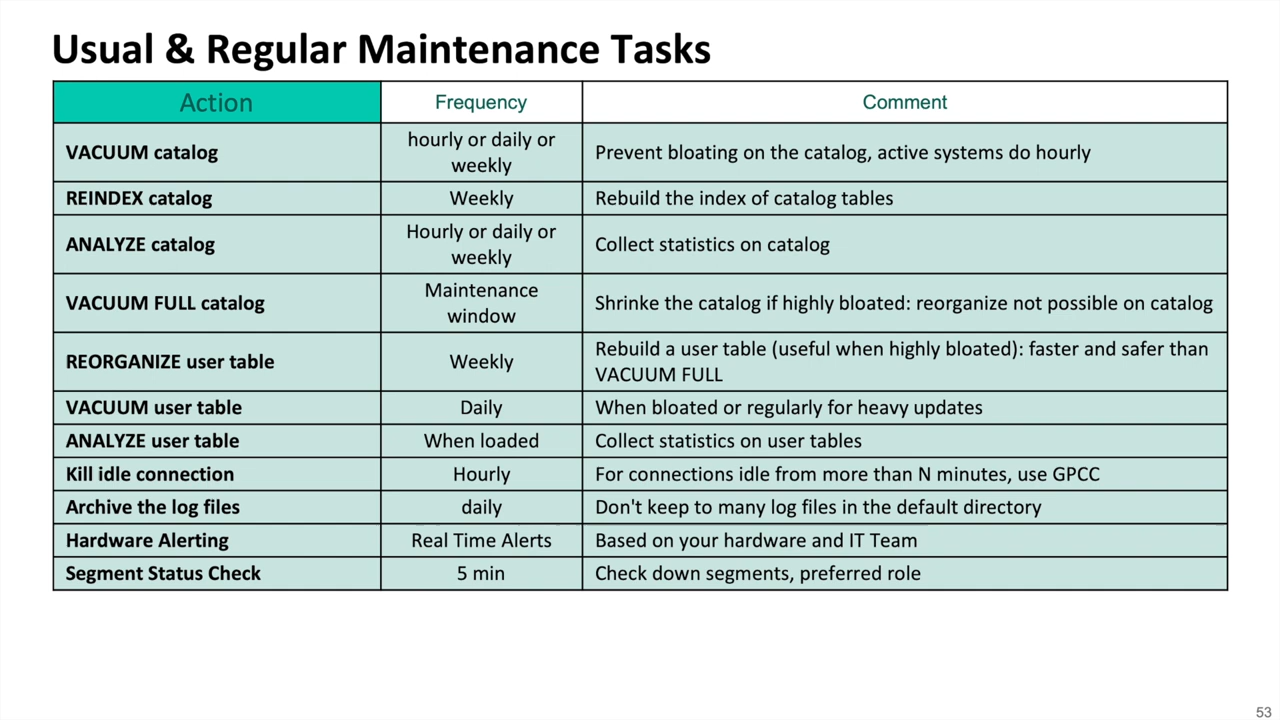 Usual & Regular Maintenance Tasks
Action
Frequency
Comment
VACUUM catalog
hourly or daily or
weekly
Prevent bloating on the catalog, active systems do hourly
REINDEX catalog
Weekly
Rebuild the index of catalog tables
ANALYZE catalog
Hourly or daily or
weekly
Collect statistics on catalog
VACUUM FULL catalog
Maintenance
window
Shrinke the catalog if highly bloated: reorganize not possible on catalog
REORGANIZE user table
Weekly
Rebuild a user table (useful when highly bloated): faster and safer than
VACUUM FULL
VACUUM user table
Daily
When bloated or regularly for heavy updates
ANALYZE user table
When loaded
Collect statistics on user tables
Kill idle connection
Hourly
For connections idle from more than N minutes, use GPCC
Archive the log files
daily
Don't keep to many log files in the default directory
Hardware Alerting
Real Time Alerts
Based on your hardware and IT Team
Segment Status Check
5 min
Check down segments, preferred role
53